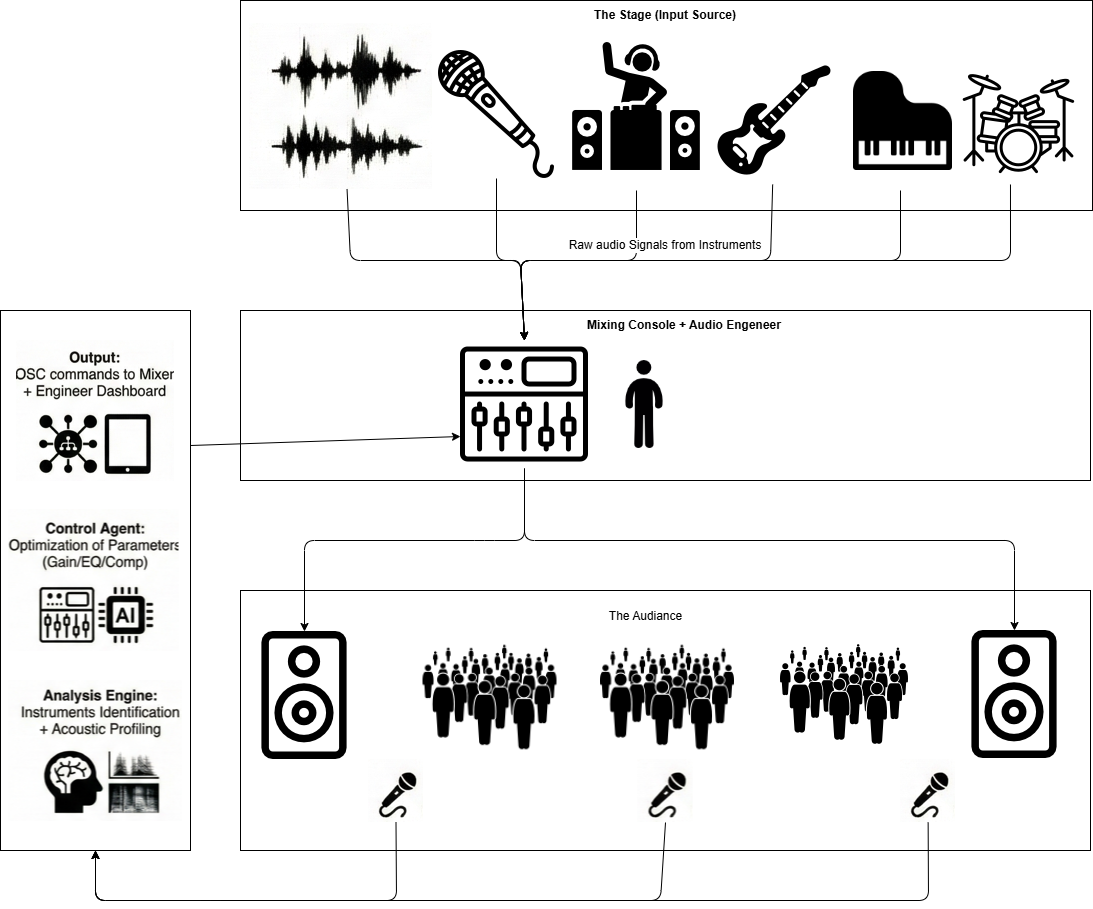 The Stage (Input Source)
Raw audio Signals from Instruments
Mixing Console + Audio Engeneer
Output:
OSC commands to Mixer
+ Engineer Dashboard
Control Agent:
Optimization of Parameters
(Gain/EQ/Comp)
AI
Analysis Engine:
Instruments Identification
+ Acoustic Profiling
The Audiance